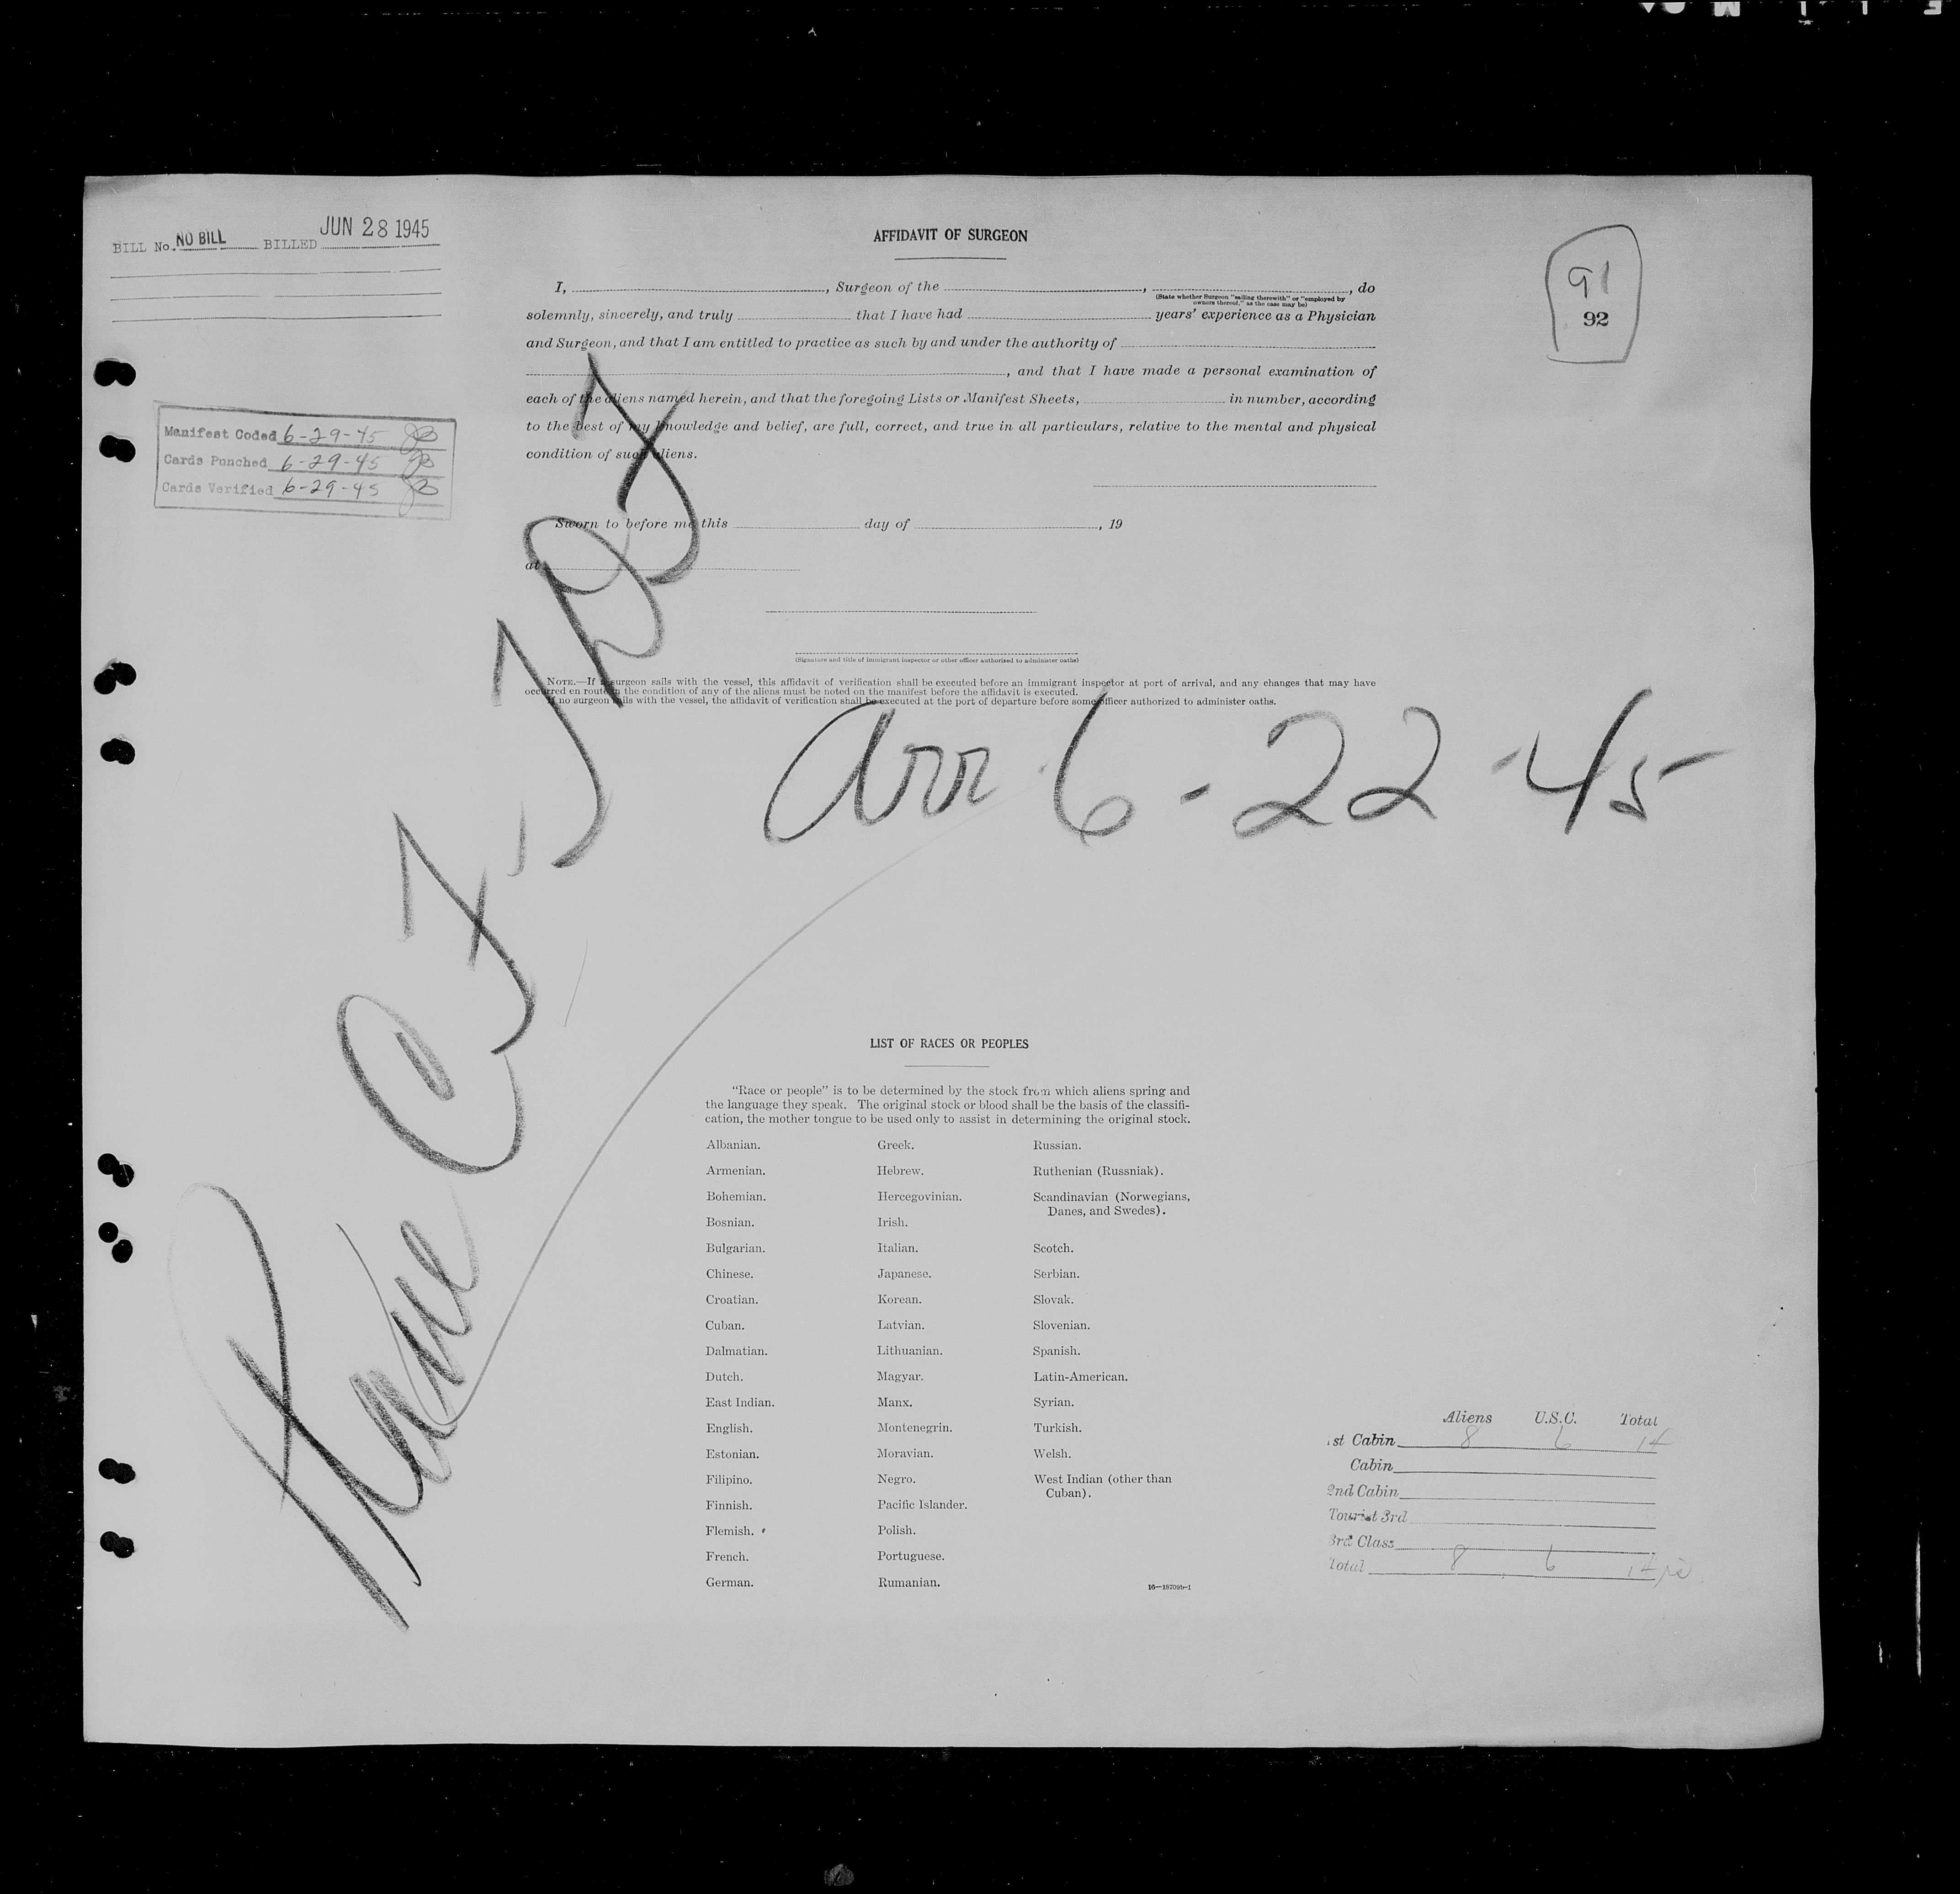 BILL No. NO BILL BILLED JUN 28 1945
91
92
Manifest Coded 6-29-45
Cards Punched 6-29-45
Cards Verified 6-29-45
AFFIDAVIT OF SURGEON
I, , Surgeon of the , , do
(State whether Surgeon "sailing therewith" or "employed by
owners thereof," as the case may be)
solemnly, sincerely, and truly that I have had years' experience as a Physician
and Surgeon, and that I am entitled to practice as such by and under the authority of
, and that I have made a personal examination of
each of the aliens named herein, and that the foregoing Lists or Manifest Sheets, in number, according
to the best of my knowledge and belief, are full, correct, and true in all particulars, relative to the mental and physical
condition of such aliens.
Sworn to before me this day of , 19
at
(Signature and title of immigrant inspector or other officer authorized to administer oaths)
NOTE.—If a surgeon sails with the vessel, this affidavit of verification shall be executed before an immigrant inspector at port of arrival, and any changes that may have
occurred en route in the condition of any of the aliens must be noted on the manifest before the affidavit is executed.
If no surgeon sails with the vessel, the affidavit of verification shall be executed at the port of departure before some officer authorized to administer oaths.
Plane CF-TDF
Arr 6-22-45
LIST OF RACES OR PEOPLES
"Race or people" is to be determined by the stock from which aliens spring and
the language they speak. The original stock or blood shall be the basis of the classifi-
cation, the mother tongue to be used only to assist in determining the original stock.
Albanian.
Armenian.
Bohemian.
Bosnian.
Bulgarian.
Chinese.
Croatian.
Cuban.
Dalmatian.
Dutch.
East Indian.
English.
Estonian.
Filipino.
Finnish.
Flemish.
French.
German.
Greek.
Hebrew.
Hercegovinian.
Irish.
Italian.
Japanese.
Korean.
Latvian.
Lithuanian.
Magyar.
Manx.
Montenegrin.
Moravian.
Negro.
Pacific Islander.
Polish.
Portuguese.
Rumanian.
Russian.
Ruthenian (Russniak).
Scandinavian (Norwegians,
Danes, and Swedes).
Scotch.
Serbian.
Slovak.
Slovenian.
Spanish.
Latin-American.
Syrian.
Turkish.
Welsh.
West Indian (other than
Cuban).
Aliens U.S.C. Total
1st Cabin 8 6 14
Cabin
2nd Cabin
Tourist 3rd
3rd Class
Total 8 6 14